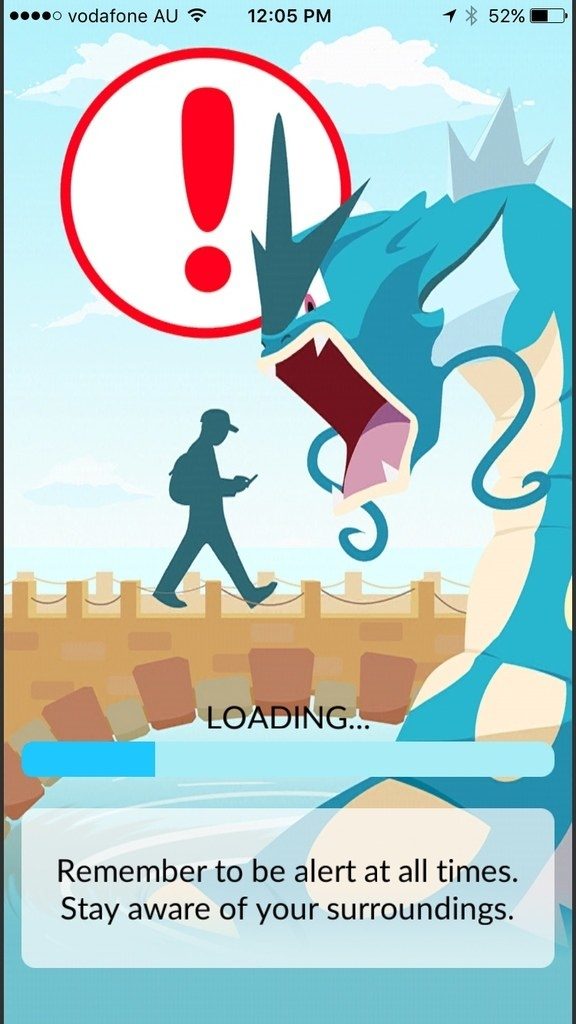 vodafone AU 12:05 PM 52%
LOADING...
Remember to be alert at all times.
Stay aware of your surroundings.